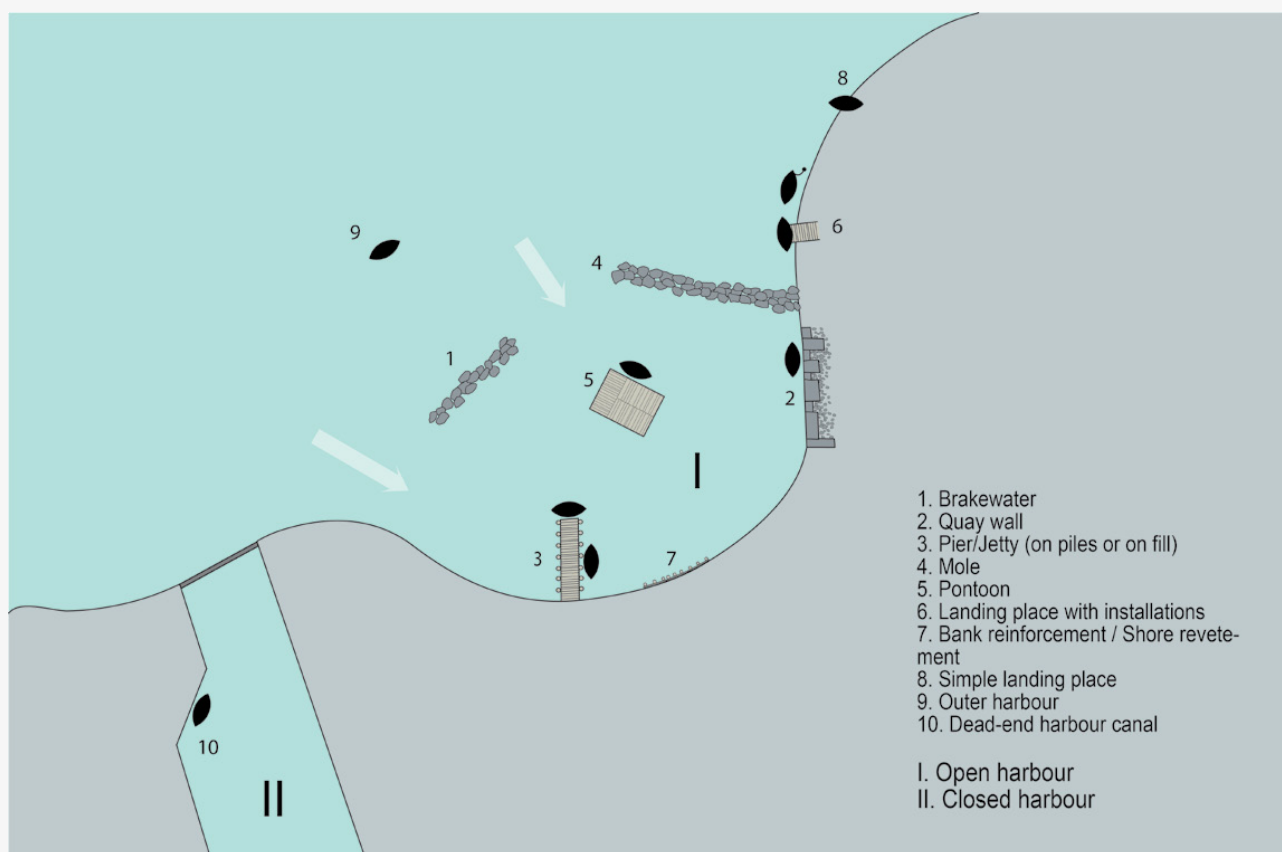 8
6
9
4
1
5
2
I
3
7
10
II
1. Brakewater
2. Quay wall
3. Pier/Jetty (on piles or on fill)
4. Mole
5. Pontoon
6. Landing place with installations
7. Bank reinforcement / Shore revete-
ment
8. Simple landing place
9. Outer harbour
10. Dead-end harbour canal
I. Open harbour
II. Closed harbour